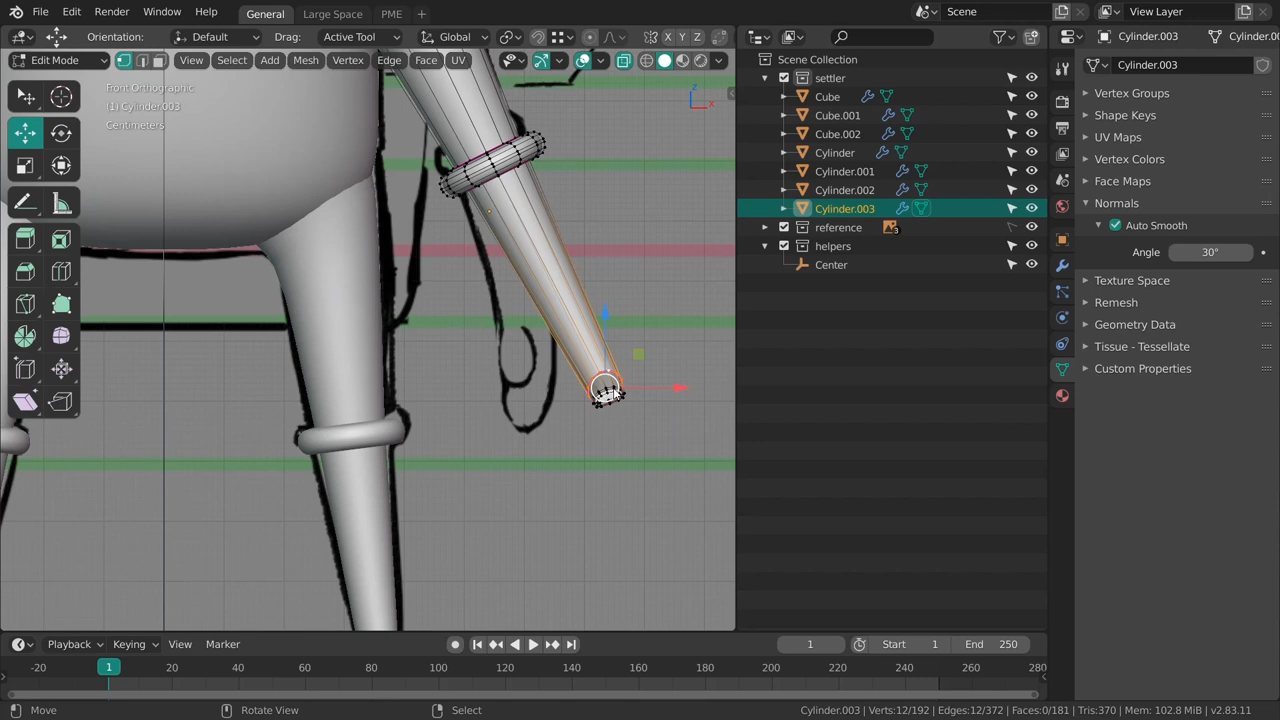 File Edit Render Window Help General Large Space PME + Scene View Layer
Orientation: Default Drag: Active Tool Global X Y Z
Edit Mode View Select Add Mesh Vertex Edge Face UV
Front Orthographic
(1) Cylinder.003
Centimeters
z
x
Scene Collection
settler
Cube
Cube.001
Cube.002
Cylinder
Cylinder.001
Cylinder.002
Cylinder.003
reference 3
helpers
Center
Cylinder.003 Cylinder.00
Cylinder.003
Vertex Groups
Shape Keys
UV Maps
Vertex Colors
Face Maps
Normals
Auto Smooth
Angle 30°
Texture Space
Remesh
Geometry Data
Tissue - Tessellate
Custom Properties
Playback Keying View Marker 1 Start 1 End 250
-20 1 20 40 60 80 100 120 140 160 180 200 220 240 260 280
Move Rotate View Select Cylinder.003 | Verts:12/192 | Edges:12/372 | Faces:0/181 | Tris:370 | Mem: 102.8 MiB | v2.83.11